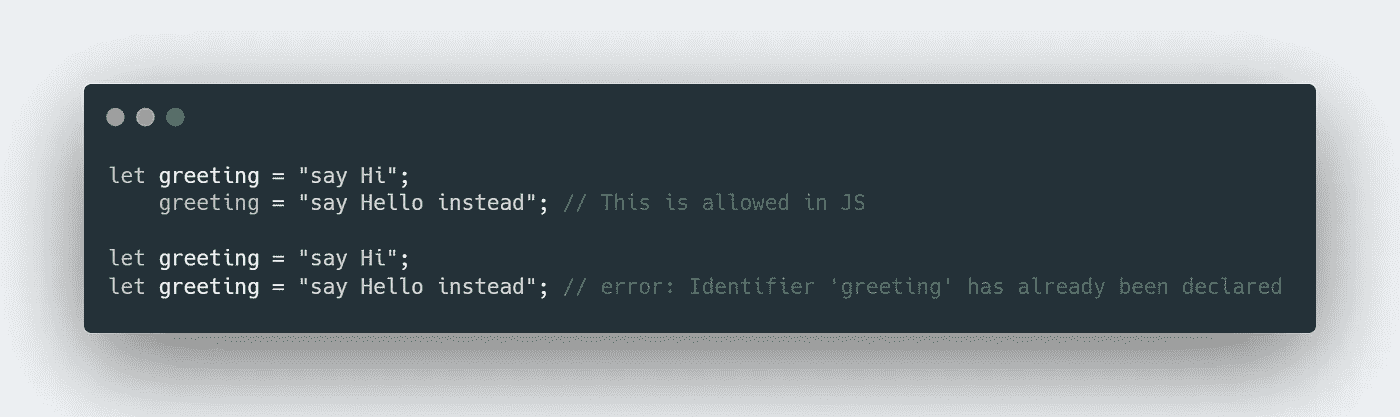 let greeting = "say Hi";
    greeting = "say Hello instead"; // This is allowed in JS
let greeting = "say Hi";
let greeting = "say Hello instead"; // error: Identifier 'greeting' has already been declared